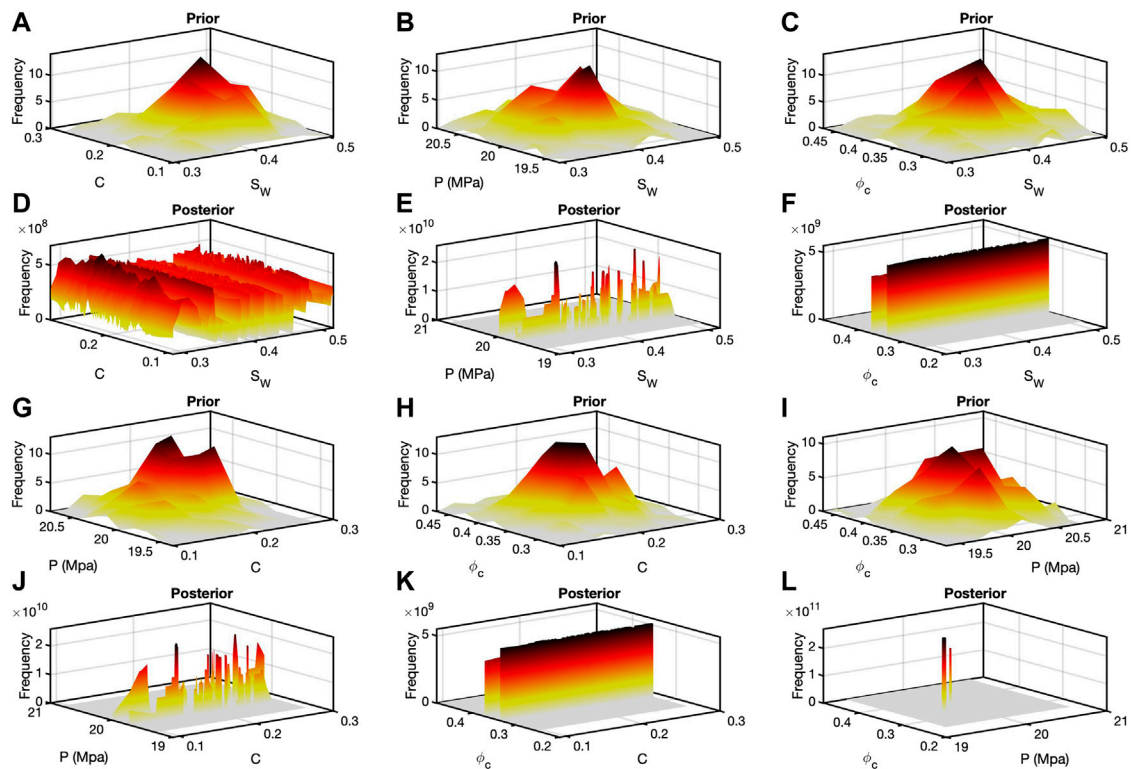 A
Prior
Frequency
10
5
0
0.3
0.2
0.1
C
0.3
0.4
0.5
S_W
B
Prior
Frequency
10
5
0
20.5
20
19.5
P (MPa)
0.3
0.4
0.5
S_W
C
Prior
Frequency
10
5
0
0.45
0.4
0.35
0.3
ϕ_c
0.3
0.4
0.5
S_W
D
Posterior
×10^8
Frequency
5
0
0.3
0.2
0.1
C
0.3
0.4
0.5
S_W
E
Posterior
×10^10
Frequency
2
1
0
21
20
19
P (MPa)
0.3
0.4
0.5
S_W
F
Posterior
×10^9
Frequency
5
0
0.4
0.3
0.2
ϕ_c
0.3
0.4
0.5
S_W
G
Prior
Frequency
10
5
0
20.5
20
19.5
P (Mpa)
0.1
0.2
0.3
C
H
Prior
Frequency
10
5
0
0.45
0.4
0.35
0.3
ϕ_c
0.1
0.2
0.3
C
I
Prior
Frequency
10
5
0
0.45
0.4
0.35
0.3
ϕ_c
19.5
20
20.5
21
P (Mpa)
J
Posterior
×10^10
Frequency
2
1
0
21
20
19
P (Mpa)
0.1
0.2
0.3
C
K
Posterior
×10^9
Frequency
5
0
0.4
0.3
0.2
ϕ_c
0.1
0.2
0.3
C
L
Posterior
×10^11
Frequency
2
1
0
0.4
0.3
0.2
ϕ_c
19
20
21
P (Mpa)